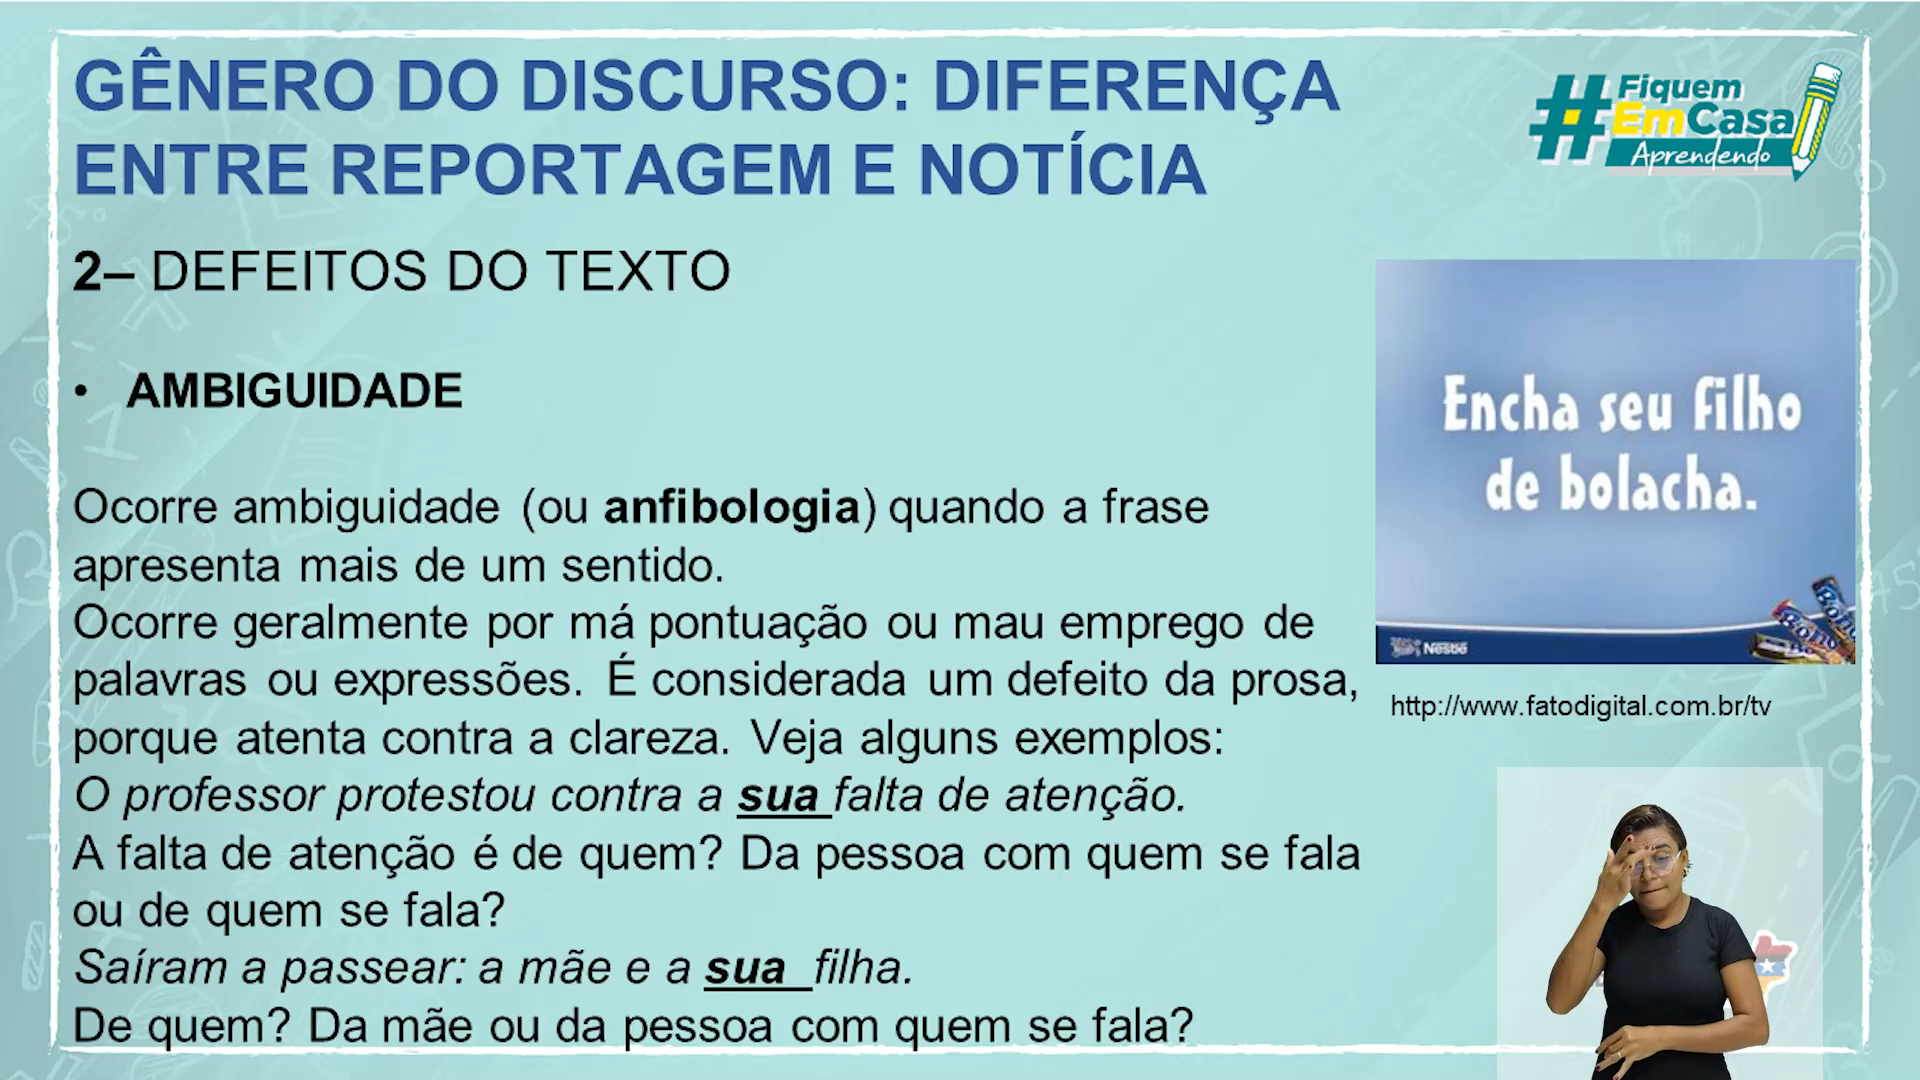 GÊNERO DO DISCURSO: DIFERENÇA
ENTRE REPORTAGEM E NOTÍCIA
#Fiquem
EmCasa
Aprendendo
2– DEFEITOS DO TEXTO
• AMBIGUIDADE
Ocorre ambiguidade (ou anfibologia) quando a frase
apresenta mais de um sentido.
Ocorre geralmente por má pontuação ou mau emprego de
palavras ou expressões. É considerada um defeito da prosa,
porque atenta contra a clareza. Veja alguns exemplos:
O professor protestou contra a sua falta de atenção.
A falta de atenção é de quem? Da pessoa com quem se fala
ou de quem se fala?
Saíram a passear: a mãe e a sua filha.
De quem? Da mãe ou da pessoa com quem se fala?
Encha seu filho
de bolacha.
Nestlé
http://www.fatodigital.com.br/tv